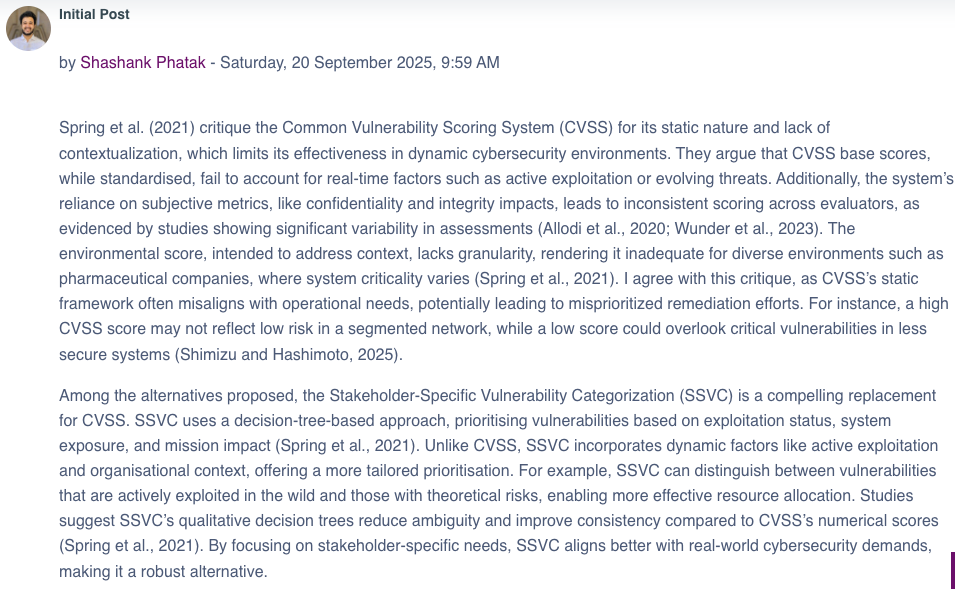 Initial Post
by Shashank Phatak - Saturday, 20 September 2025, 9:59 AM
Spring et al. (2021) critique the Common Vulnerability Scoring System (CVSS) for its static nature and lack of
contextualization, which limits its effectiveness in dynamic cybersecurity environments. They argue that CVSS base scores,
while standardised, fail to account for real-time factors such as active exploitation or evolving threats. Additionally, the system's
reliance on subjective metrics, like confidentiality and integrity impacts, leads to inconsistent scoring across evaluators, as
evidenced by studies showing significant variability in assessments (Allodi et al., 2020; Wunder et al., 2023). The
environmental score, intended to address context, lacks granularity, rendering it inadequate for diverse environments such as
pharmaceutical companies, where system criticality varies (Spring et al., 2021). I agree with this critique, as CVSS's static
framework often misaligns with operational needs, potentially leading to misprioritized remediation efforts. For instance, a high
CVSS score may not reflect low risk in a segmented network, while a low score could overlook critical vulnerabilities in less
secure systems (Shimizu and Hashimoto, 2025).
Among the alternatives proposed, the Stakeholder-Specific Vulnerability Categorization (SSVC) is a compelling replacement
for CVSS. SSVC uses a decision-tree-based approach, prioritising vulnerabilities based on exploitation status, system
exposure, and mission impact (Spring et al., 2021). Unlike CVSS, SSVC incorporates dynamic factors like active exploitation
and organisational context, offering a more tailored prioritisation. For example, SSVC can distinguish between vulnerabilities
that are actively exploited in the wild and those with theoretical risks, enabling more effective resource allocation. Studies
suggest SSVC's qualitative decision trees reduce ambiguity and improve consistency compared to CVSS's numerical scores
(Spring et al., 2021). By focusing on stakeholder-specific needs, SSVC aligns better with real-world cybersecurity demands,
making it a robust alternative.